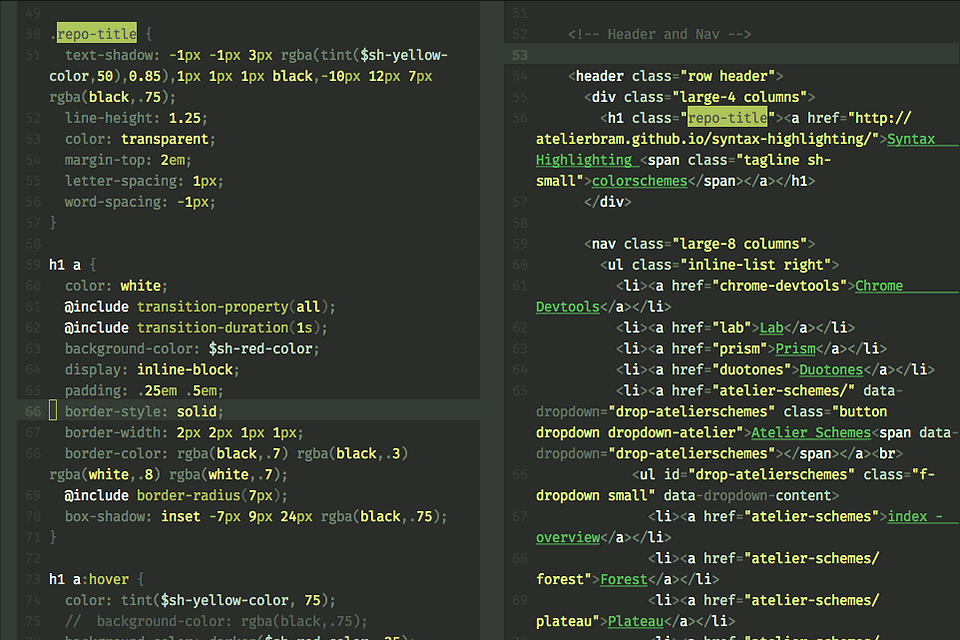 49
50 .repo-title {
51 text-shadow: -1px -1px 3px rgba(tint($sh-yellow-
color,50),0.85),1px 1px 1px black,-10px 12px 7px
rgba(black,.75);
52 line-height: 1.25;
53 color: transparent;
54 margin-top: 2em;
55 letter-spacing: 1px;
56 word-spacing: -1px;
57 }
58
59 h1 a {
60 color: white;
61 @include transition-property(all);
62 @include transition-duration(1s);
63 background-color: $sh-red-color;
64 display: inline-block;
65 padding: .25em .5em;
66 border-style: solid;
67 border-width: 2px 2px 1px 1px;
68 border-color: rgba(black,.7) rgba(black,.3)
rgba(white,.8) rgba(white,.7);
69 @include border-radius(7px);
70 box-shadow: inset -7px 9px 24px rgba(black,.75);
71 }
72
73 h1 a:hover {
74 color: tint($sh-yellow-color, 75);
75 //  background-color: rgba(black,.75);
51
52 <!-- Header and Nav -->
53
54 <header class="row header">
55 <div class="large-4 columns">
56 <h1 class="repo-title"><a href="http://
atelierbram.github.io/syntax-highlighting/">Syntax
Highlighting <span class="tagline sh-
small">colorschemes</span></a></h1>
57 </div>
58
59 <nav class="large-8 columns">
60 <ul class="inline-list right">
61 <li><a href="chrome-devtools">Chrome
Devtools</a></li>
62 <li><a href="lab">Lab</a></li>
63 <li><a href="prism">Prism</a></li>
64 <li><a href="duotones">Duotones</a></li>
65 <li><a href="atelier-schemes/" data-
dropdown="drop-atelierschemes" class="button
dropdown dropdown-atelier">Atelier Schemes<span data-
dropdown="drop-atelierschemes"></span></a><br>
66 <ul id="drop-atelierschemes" class="f-
dropdown small" data-dropdown-content>
67 <li><a href="atelier-schemes">index -
overview</a></li>
68 <li><a href="atelier-schemes/
forest">Forest</a></li>
69 <li><a href="atelier-schemes/
plateau">Plateau</a></li>